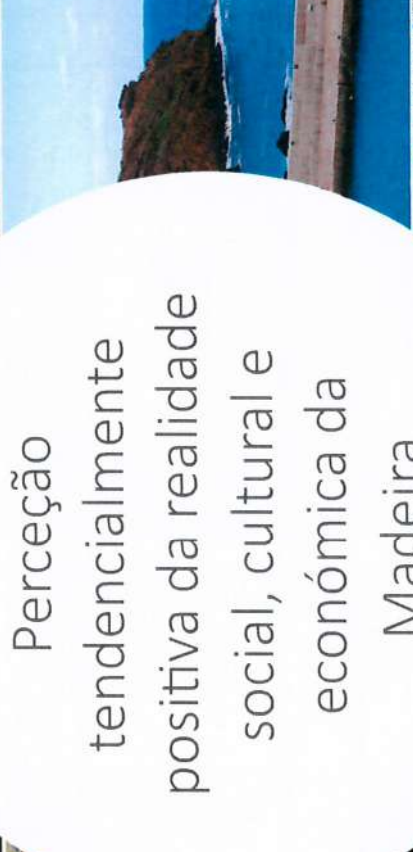 Perceção
tendencialmente
positiva da realidade
social, cultural e
económica da
Madeira